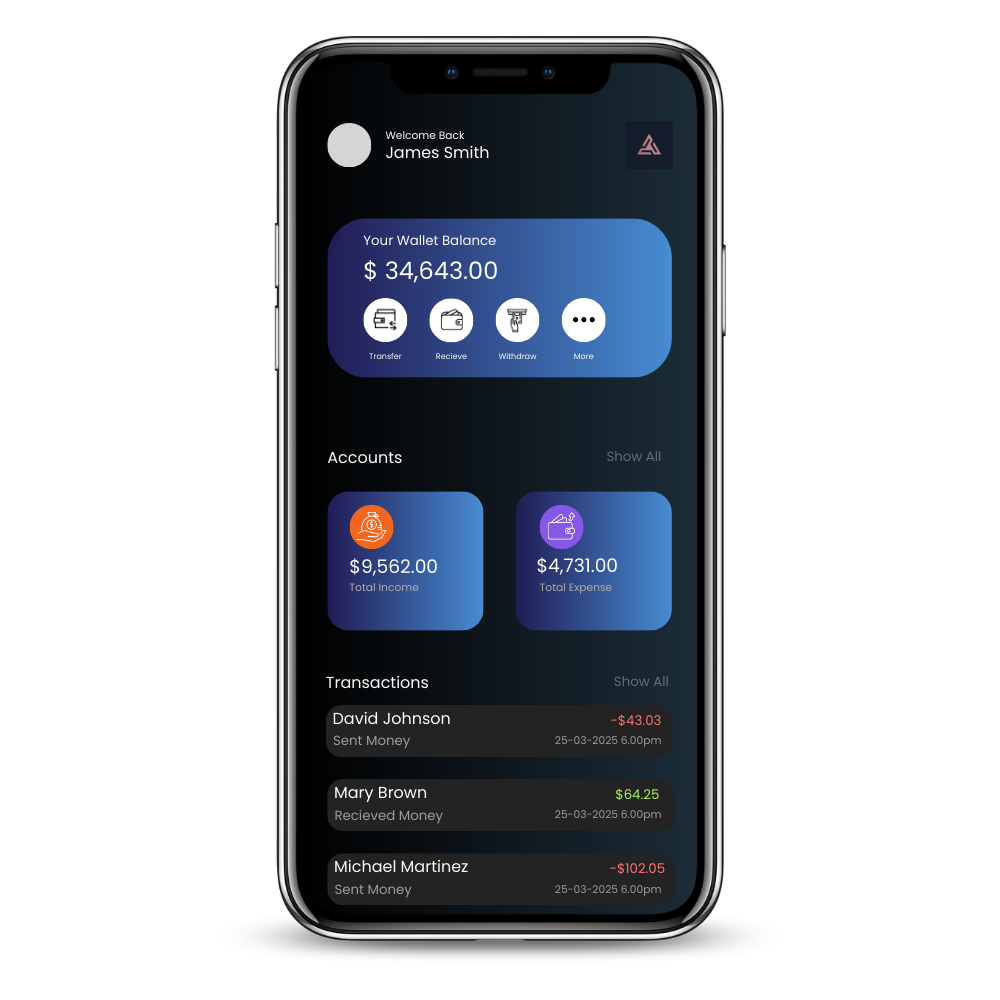 Welcome Back
James Smith
Your Wallet Balance
$ 34,643.00
Transfer Recieve Withdraw More
Accounts Show All
$9,562.00 $4,731.00
Total Income Total Expense
Transactions Show All
David Johnson -$43.03
Sent Money 25-03-2025 6.00pm
Mary Brown $64.25
Recieved Money 25-03-2025 6.00pm
Michael Martinez -$102.05
Sent Money 25-03-2025 6.00pm